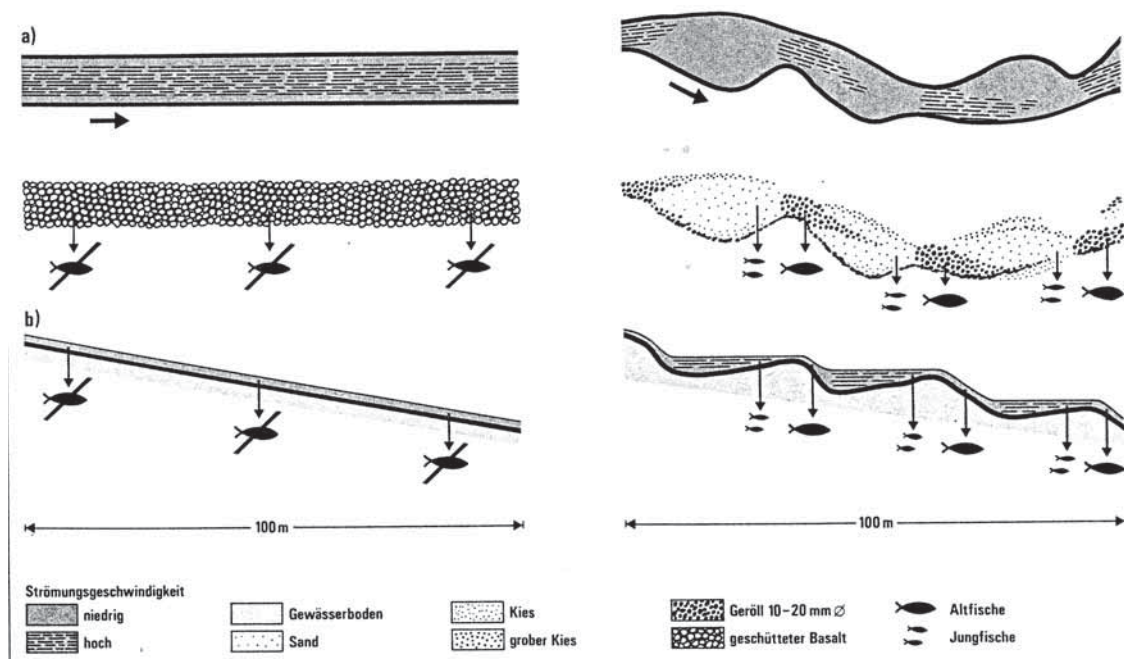 a)
b)
100 m
100 m
Strömungsgeschwindigkeit
niedrig
hoch
Gewässerboden
Sand
Kies
grober Kies
Geröll 10–20 mm Ø
geschütteter Basalt
Altfische
Jungfische